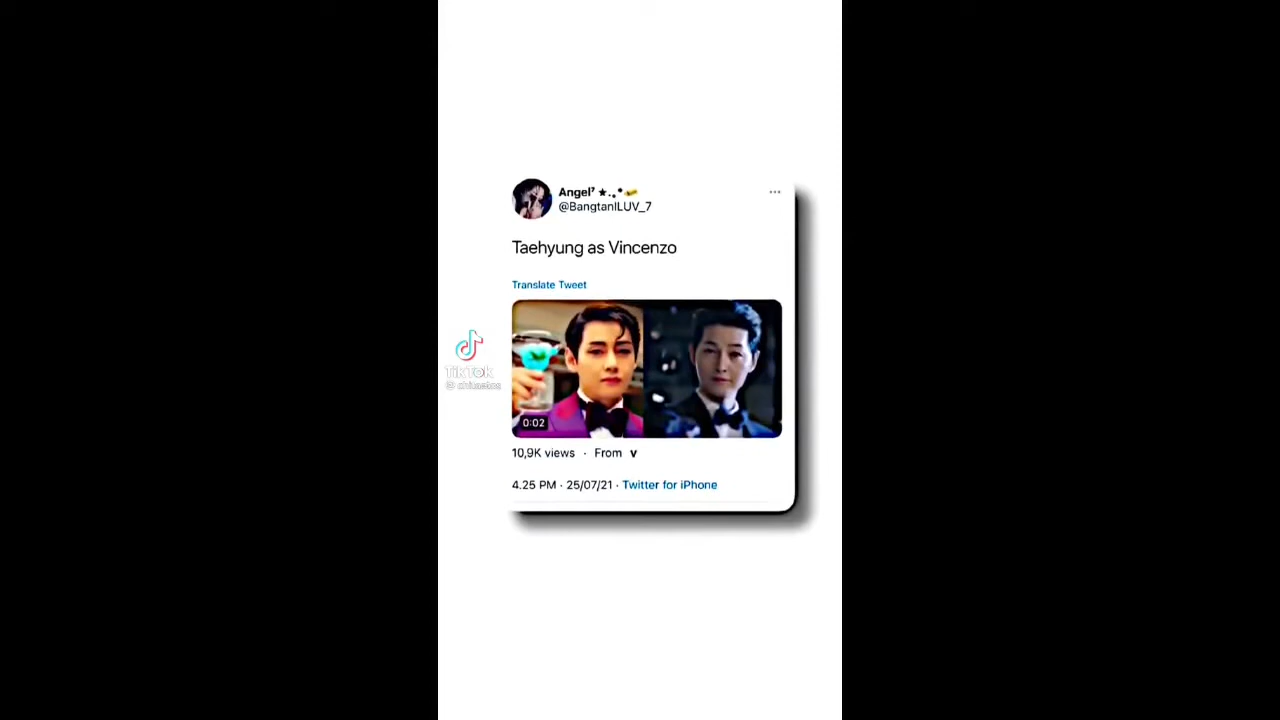 Angel⁷ ★.｡*🎫
@BangtanILUV_7
...
Taehyung as Vincenzo
Translate Tweet
0:02
10,9K views · From v
4.25 PM · 25/07/21 · Twitter for iPhone
TikTok